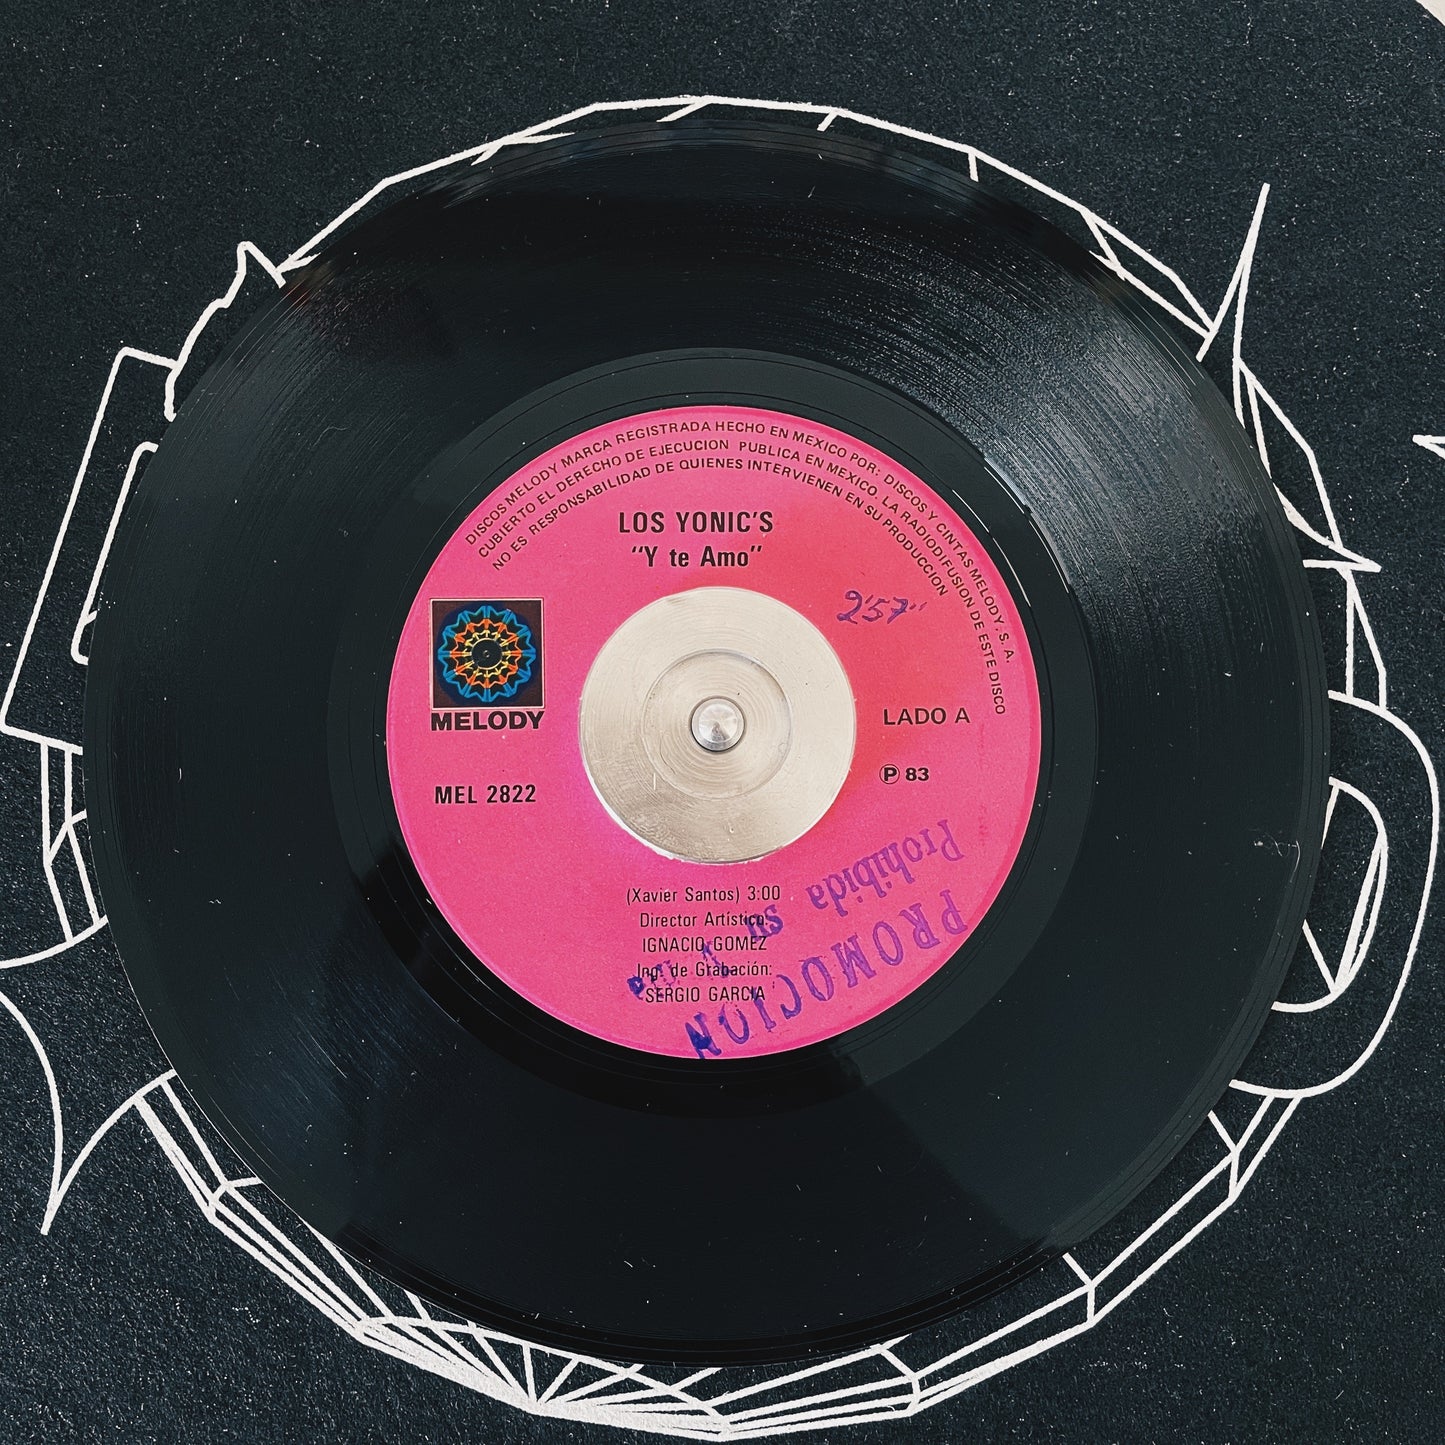 DISCOS MELODY MARCA REGISTRADA HECHO EN MEXICO POR: DISCOS Y CINTAS MELODY, S. A.
CUBIERTO EL DERECHO DE EJECUCION PUBLICA EN MEXICO. LA RADIODIFUSION DE ESTE DISCO
NO ES RESPONSABILIDAD DE QUIENES INTERVIENEN EN SU PRODUCCION
LOS YONIC'S
"Y te Amo"
2'57"
MELODY
LADO A
℗ 83
MEL 2822
(Xavier Santos) 3:00
Director Artístico:
IGNACIO GOMEZ
Ing. de Grabación:
SERGIO GARCIA
PROMOCION
Prohibida su